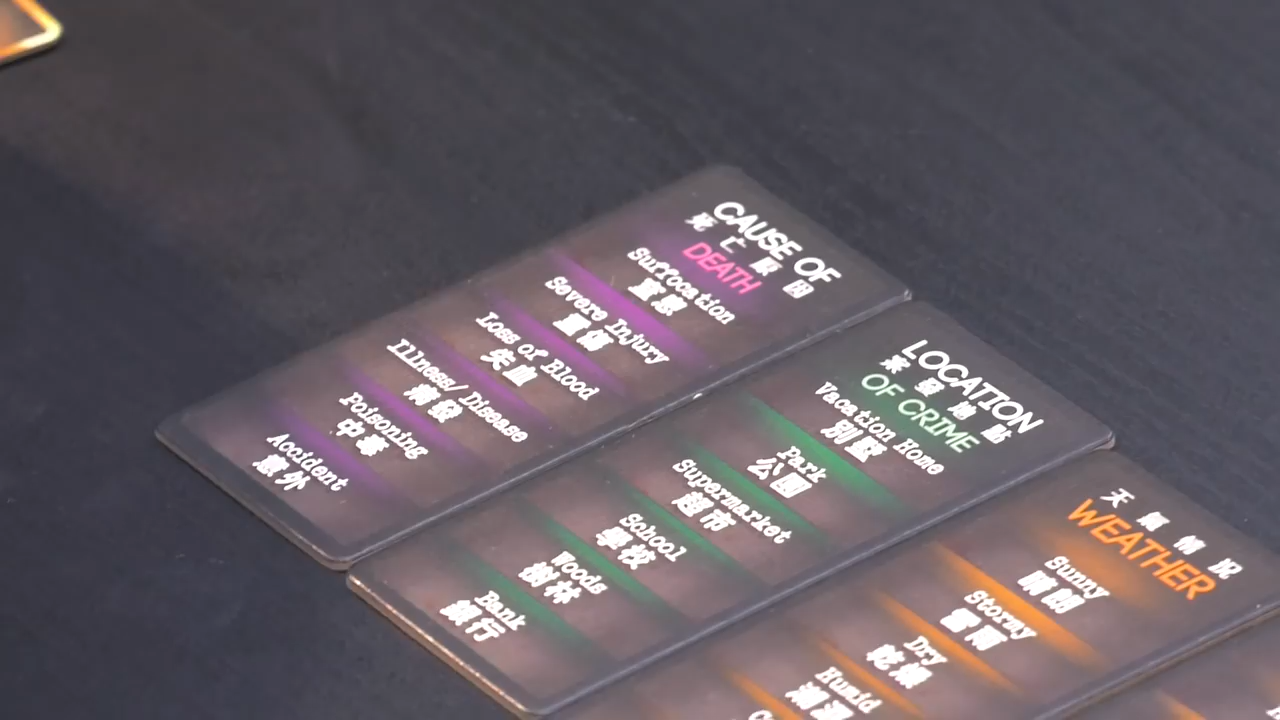 CAUSE OF
死亡原因
DEATH
Suffocation
窒息
Severe Injury
重傷
Loss of Blood
失血
Illness/Disease
病發
Poisoning
中毒
Accident
意外
LOCATION
案發地點
OF CRIME
Vacation Home
別墅
Park
公園
Supermarket
超市
School
學校
Woods
樹林
Bank
銀行
天氣情況
WEATHER
Sunny
晴朗
Stormy
雷雨
Dry
乾燥
Humid
潮濕